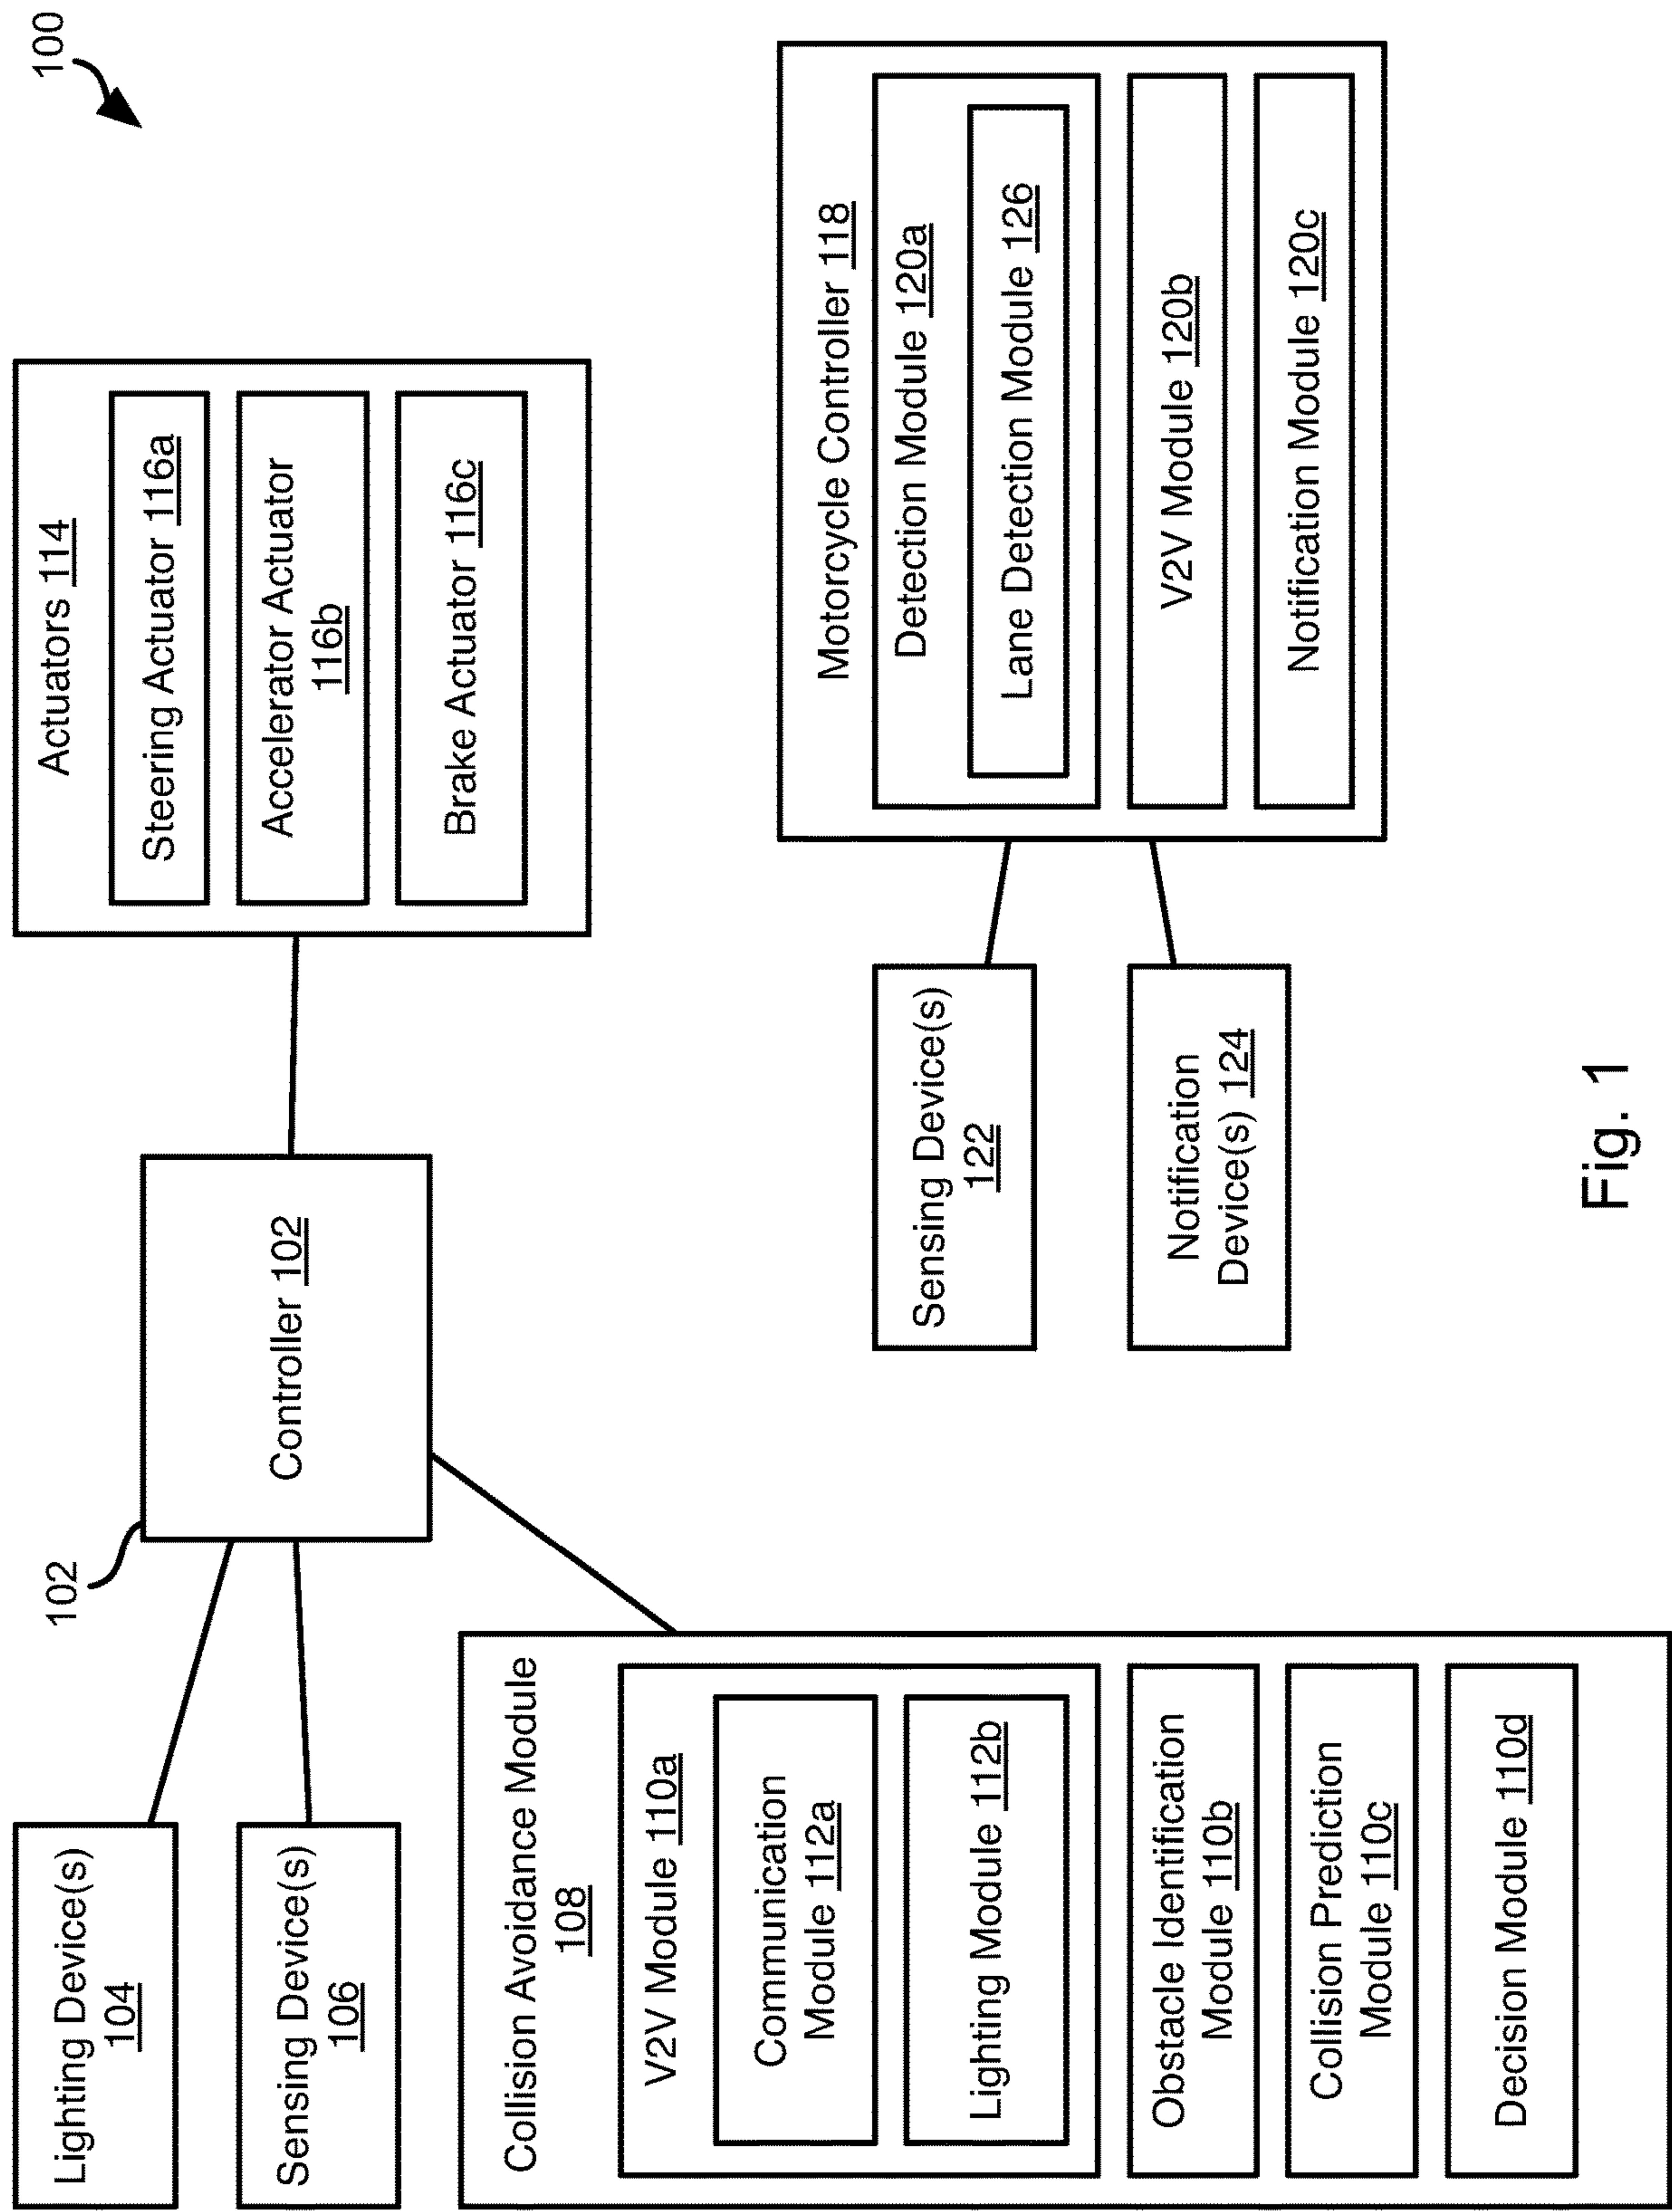 100
Lighting Device(s)
104
Sensing Device(s)
106
102
Controller 102
Actuators 114
Steering Actuator 116a
Accelerator Actuator
116b
Brake Actuator 116c
Collision Avoidance Module
108
V2V Module 110a
Communication
Module 112a
Lighting Module 112b
Obstacle Identification
Module 110b
Collision Prediction
Module 110c
Decision Module 110d
Sensing Device(s)
122
Notification
Device(s) 124
Motorcycle Controller 118
Detection Module 120a
Lane Detection Module 126
V2V Module 120b
Notification Module 120c
Fig. 1